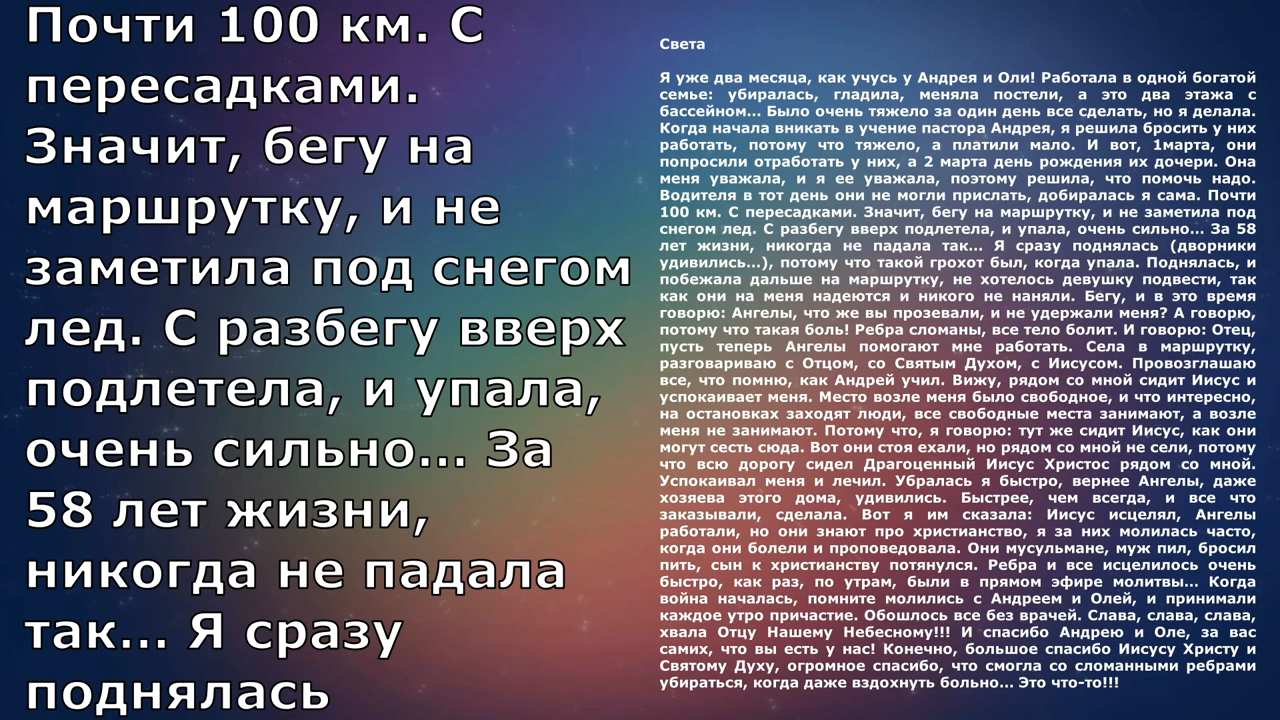 Почти 100 км. С
пересадками.
Значит, бегу на
маршрутку, и не
заметила под снегом
лед. С разбегу вверх
подлетела, и упала,
очень сильно... За
58 лет жизни,
никогда не падала
так... Я сразу
поднялась
Света
Я уже два месяца, как учусь у Андрея и Оли! Работала в одной богатой
семье: убиралась, гладила, меняла постели, а это два этажа с
бассейном... Было очень тяжело за один день все сделать, но я делала.
Когда начала вникать в учение пастора Андрея, я решила бросить у них
работать, потому что тяжело, а платили мало. И вот, 1марта, они
попросили отработать у них, а 2 марта день рождения их дочери. Она
меня уважала, и я ее уважала, поэтому решила, что помочь надо.
Водителя в тот день они не могли прислать, добиралась я сама. Почти
100 км. С пересадками. Значит, бегу на маршрутку, и не заметила под
снегом лед. С разбегу вверх подлетела, и упала, очень сильно... За 58
лет жизни, никогда не падала так... Я сразу поднялась (дворники
удивились...), потому что такой грохот был, когда упала. Поднялась, и
побежала дальше на маршрутку, не хотелось девушку подвести, так
как они на меня надеются и никого не наняли. Бегу, и в это время
говорю: Ангелы, что же вы прозевали, и не удержали меня? А говорю,
потому что такая боль! Ребра сломаны, все тело болит. И говорю: Отец,
пусть теперь Ангелы помогают мне работать. Села в маршрутку,
разговариваю с Отцом, со Святым Духом, с Иисусом. Провозглашаю
все, что помню, как Андрей учил. Вижу, рядом со мной сидит Иисус и
успокаивает меня. Место возле меня было свободное, и что интересно,
на остановках заходят люди, все свободные места занимают, а возле
меня не занимают. Потому что, я говорю: тут же сидит Иисус, как они
могут сесть сюда. Вот они стоя ехали, но рядом со мной не сели, потому
что всю дорогу сидел Драгоценный Иисус Христос рядом со мной.
Успокаивал меня и лечил. Убралась я быстро, вернее Ангелы, даже
хозяева этого дома, удивились. Быстрее, чем всегда, и все что
заказывали, сделала. Вот я им сказала: Иисус исцелял, Ангелы
работали, но они знают про христианство, я за них молилась часто,
когда они болели и проповедовала. Они мусульмане, муж пил, бросил
пить, сын к христианству потянулся. Ребра и все исцелилось очень
быстро, как раз, по утрам, были в прямом эфире молитвы... Когда
война началась, помните молились с Андреем и Олей, и принимали
каждое утро причастие. Обошлось все без врачей. Слава, слава, слава,
хвала Отцу Нашему Небесному!!! И спасибо Андрею и Оле, за вас
самих, что вы есть у нас! Конечно, большое спасибо Иисусу Христу и
Святому Духу, огромное спасибо, что смогла со сломанными ребрами
убираться, когда даже вздохнуть больно... Это что-то!!!